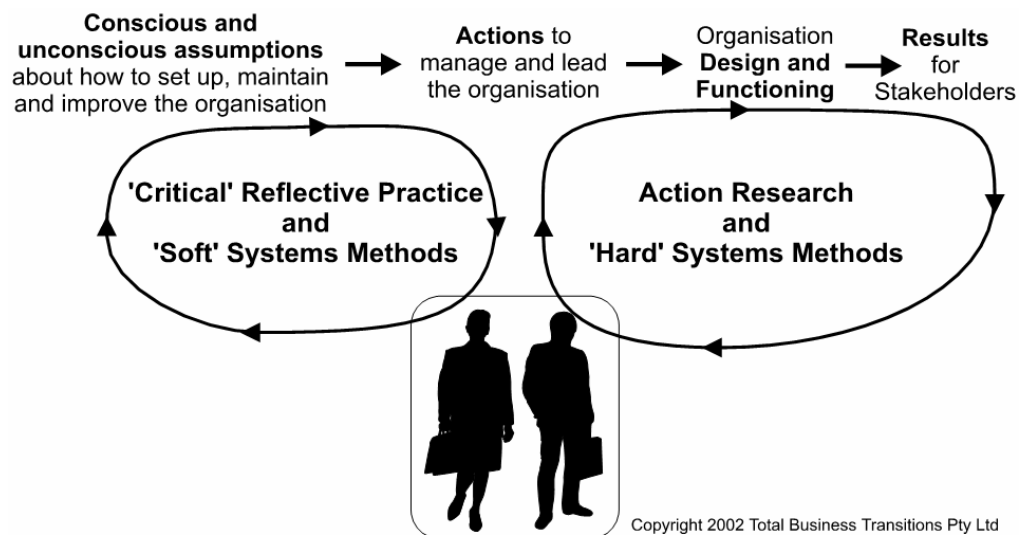 Conscious and
unconscious assumptions
about how to set up, maintain
and improve the organisation
Actions to
manage and lead
the organisation
Organisation
Design and
Functioning
Results
for
Stakeholders
'Critical' Reflective Practice
and
'Soft' Systems Methods
Action Research
and
'Hard' Systems Methods
Copyright 2002 Total Business Transitions Pty Ltd